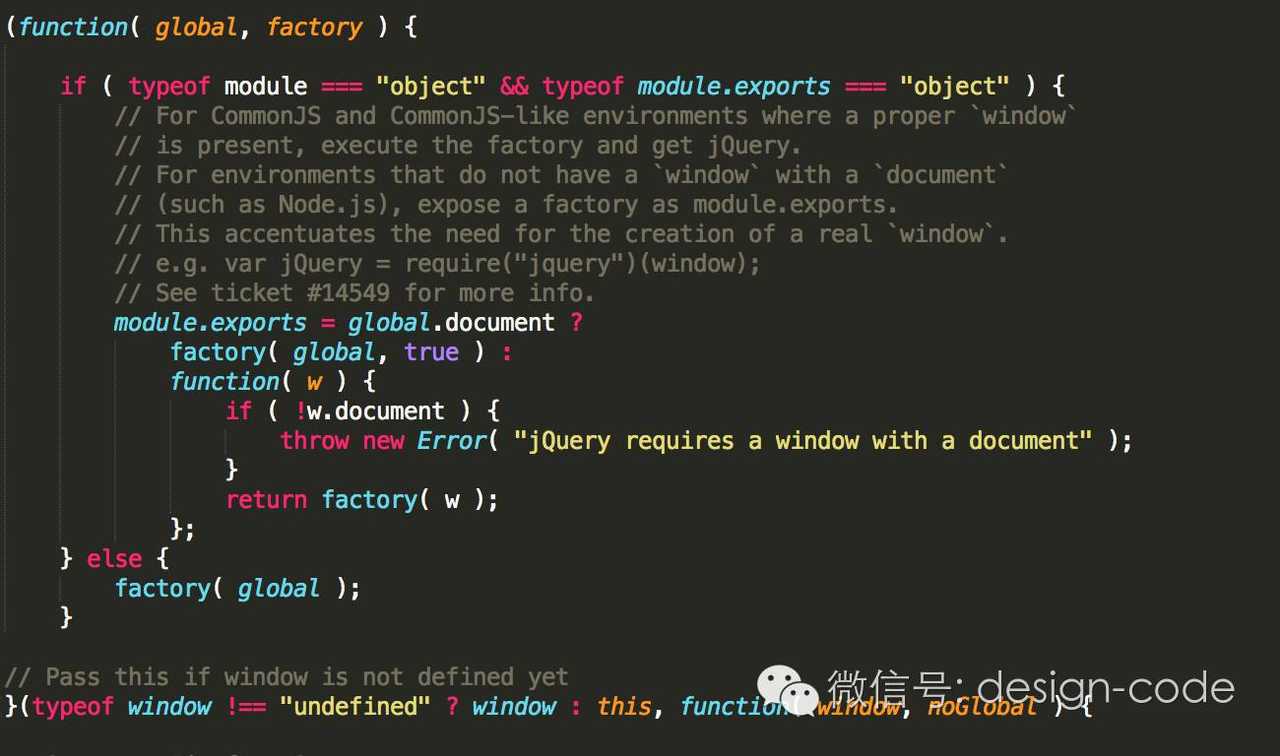 (function( global, factory ) {
if ( typeof module === "object" && typeof module.exports === "object" ) {
// For CommonJS and CommonJS-like environments where a proper `window`
// is present, execute the factory and get jQuery.
// For environments that do not have a `window` with a `document`
// (such as Node.js), expose a factory as module.exports.
// This accentuates the need for the creation of a real `window`.
// e.g. var jQuery = require("jquery")(window);
// See ticket #14549 for more info.
module.exports = global.document ?
factory( global, true ) :
function( w ) {
if ( !w.document ) {
throw new Error( "jQuery requires a window with a document" );
}
return factory( w );
};
} else {
factory( global );
}
// Pass this if window is not defined yet
}(typeof window !== "undefined" ? window : this, function( window, noGlobal ) {
微信号: design-code